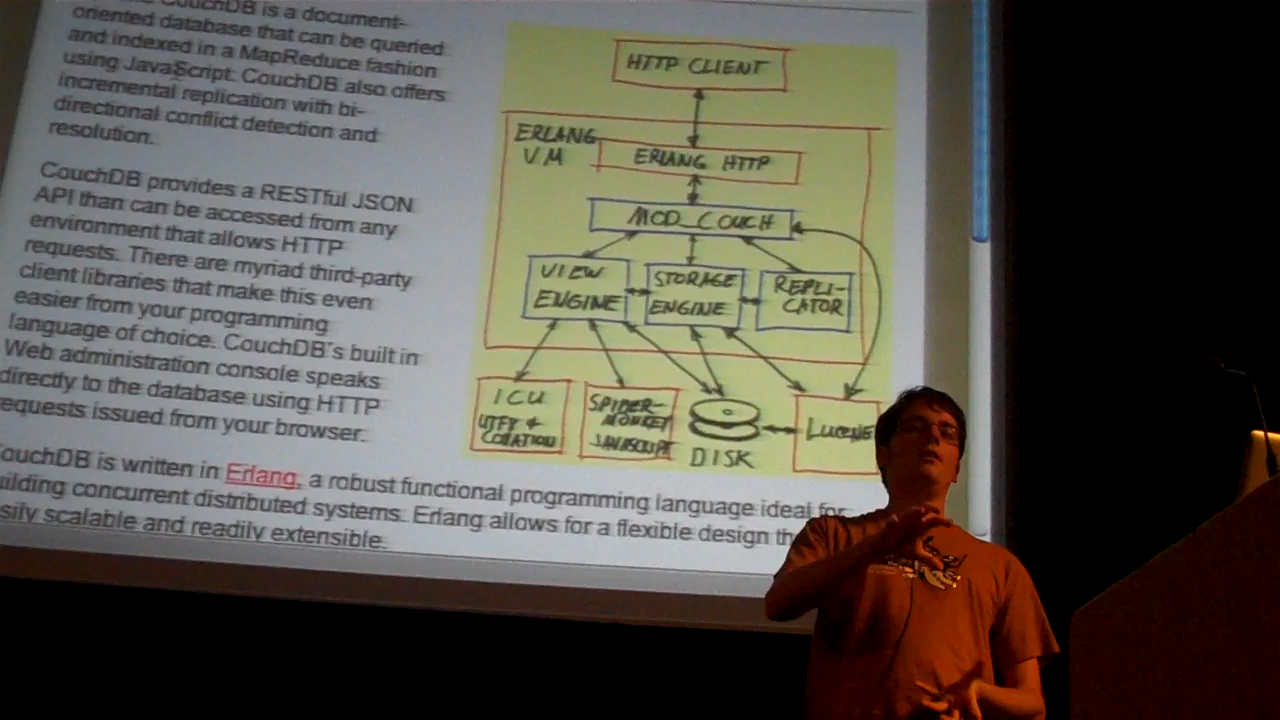 CouchDB is a document-
oriented database that can be queried
and indexed in a MapReduce fashion
using JavaScript. CouchDB also offers
incremental replication with bi-
directional conflict detection and
resolution.
CouchDB provides a RESTful JSON
API than can be accessed from any
environment that allows HTTP
requests. There are myriad third-party
client libraries that make this even
easier from your programming
language of choice. CouchDB's built in
Web administration console speaks
directly to the database using HTTP
requests issued from your browser.
CouchDB is written in Erlang, a robust functional programming language ideal for
building concurrent distributed systems. Erlang allows for a flexible design th
easily scalable and readily extensible.
HTTP CLIENT
ERLANG
VM
ERLANG HTTP
MOD_COUCH
VIEW
ENGINE
STORAGE
ENGINE
REPLI-
CATOR
ICU
UTF8 +
COLLATION
SPIDER-
MONKEY
JAVASCRIPT
DISK
LUCENE